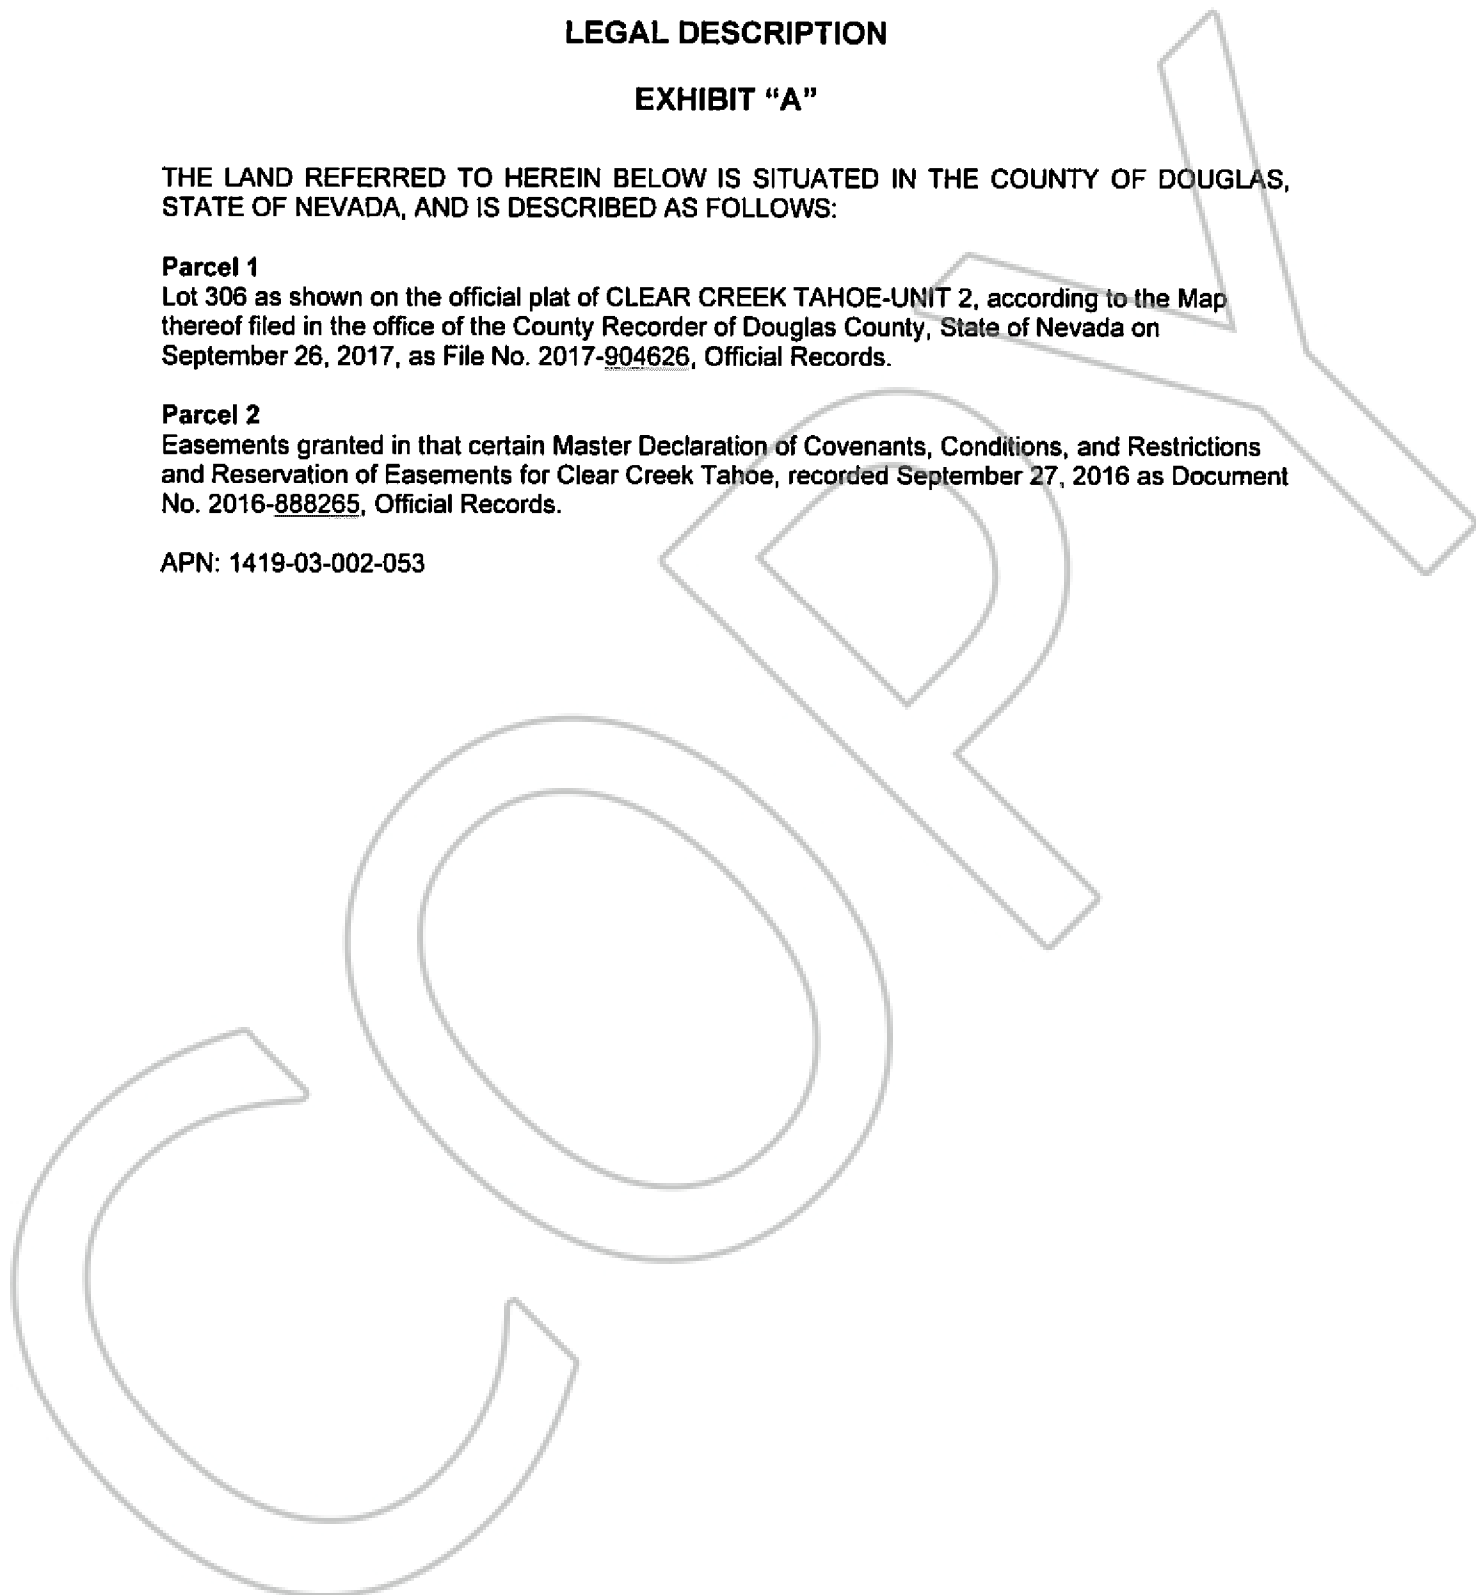 LEGAL DESCRIPTION
EXHIBIT “A”
THE LAND REFERRED TO HEREIN BELOW IS SITUATED IN THE COUNTY OF DOUGLAS,
STATE OF NEVADA, AND IS DESCRIBED AS FOLLOWS:
Parcel 1
Lot 306 as shown on the official plat of CLEAR CREEK TAHOE-UNIT 2, according to the Map
thereof filed in the office of the County Recorder of Douglas County, State of Nevada on
September 26, 2017, as File No. 2017-904626, Official Records.
Parcel 2
Easements granted in that certain Master Declaration of Covenants, Conditions, and Restrictions
and Reservation of Easements for Clear Creek Tahoe, recorded September 27, 2016 as Document
No. 2016-888265, Official Records.
APN: 1419-03-002-053
COPY